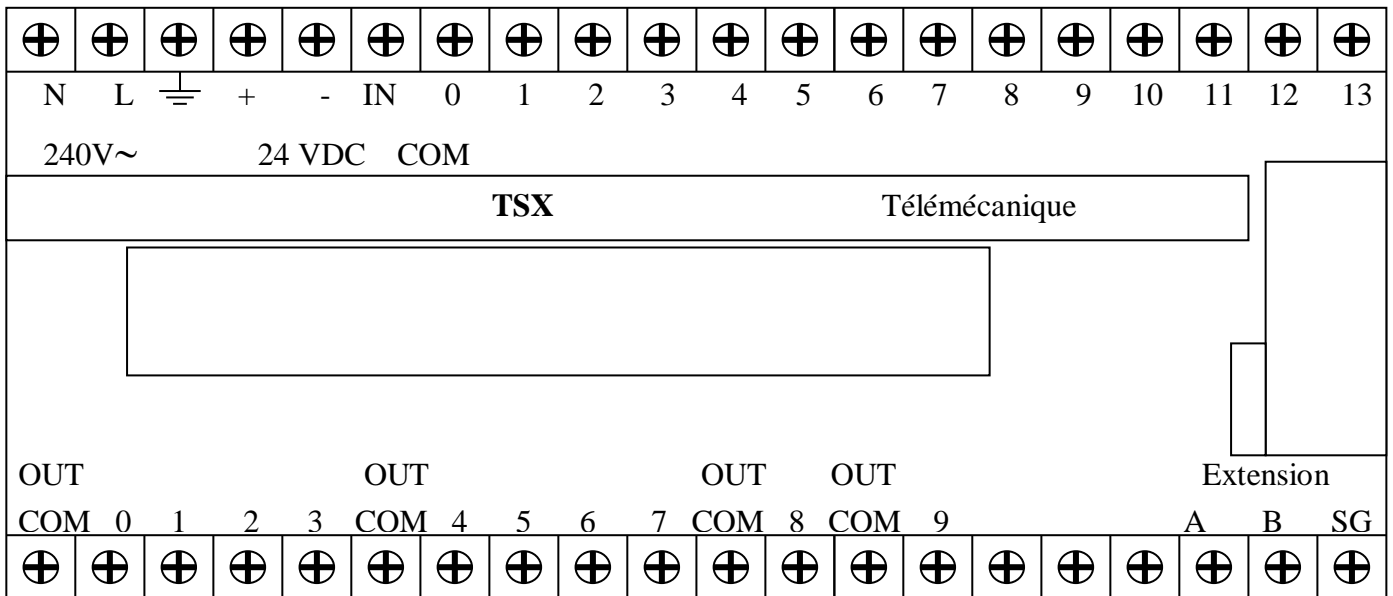 N L + - IN 0 1 2 3 4 5 6 7 8 9 10 11 12 13
240V~ 24 VDC COM
TSX Télémécanique
OUT OUT OUT OUT Extension
COM 0 1 2 3 COM 4 5 6 7 COM 8 COM 9 A B SG